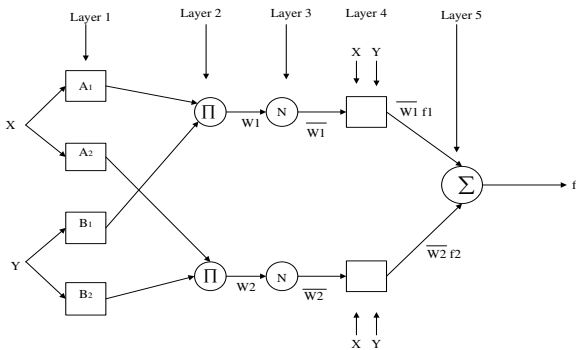 Layer 1
Layer 2
Layer 3
Layer 4
Layer 5
X Y
A1
X
Π
W1
N
W1
W1 f1
A2
Σ
f
B1
Y
B2
Π
W2
N
W2
W2 f2
X Y